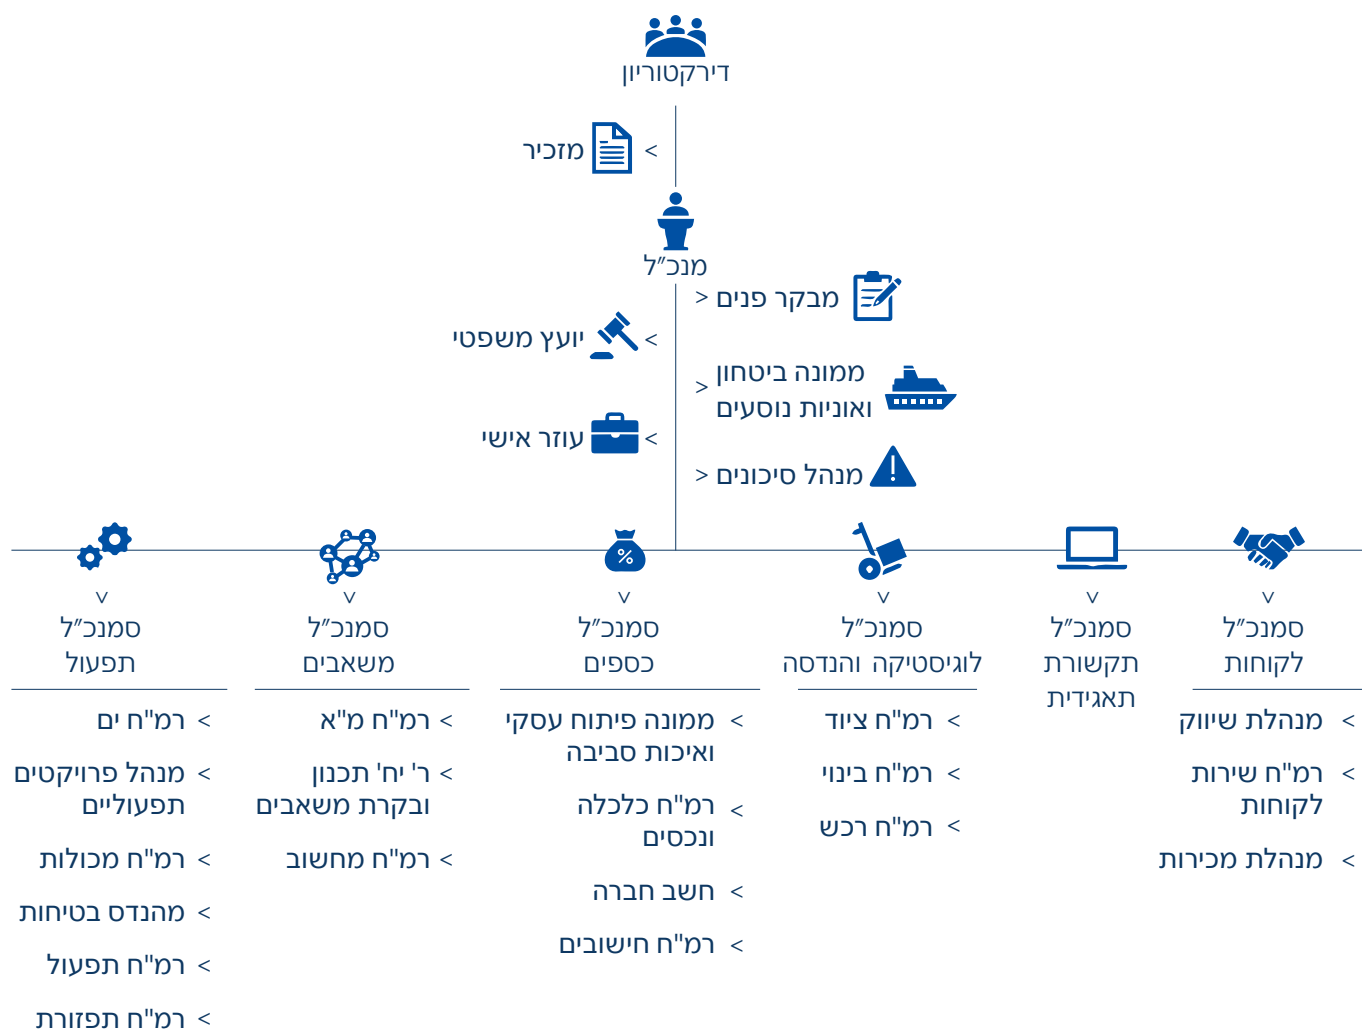 דירקטוריון
מזכיר
מנכ״ל
מבקר פנים
יועץ משפטי
ממונה ביטחון
ואוניות נוסעים
עוזר אישי
מנהל סיכונים
סמנכ״ל
לקוחות
מנהלת שיווק
רמ"ח שירות
לקוחות
מנהלת מכירות
סמנכ״ל
תקשורת
תאגידית
סמנכ״ל
לוגיסטיקה והנדסה
רמ"ח ציוד
רמ"ח בינוי
רמ"ח רכש
סמנכ״ל
כספים
ממונה פיתוח עסקי
ואיכות סביבה
רמ"ח כלכלה
ונכסים
חשב חברה
רמ"ח חישובים
סמנכ״ל
משאבים
רמ"ח מ"א
ר' יח' תכנון
ובקרת משאבים
רמ"ח מחשוב
סמנכ״ל
תפעול
רמ"ח ים
מנהל פרויקטים
תפעוליים
רמ"ח מכולות
מהנדס בטיחות
רמ"ח תפעול
רמ"ח תפזורת